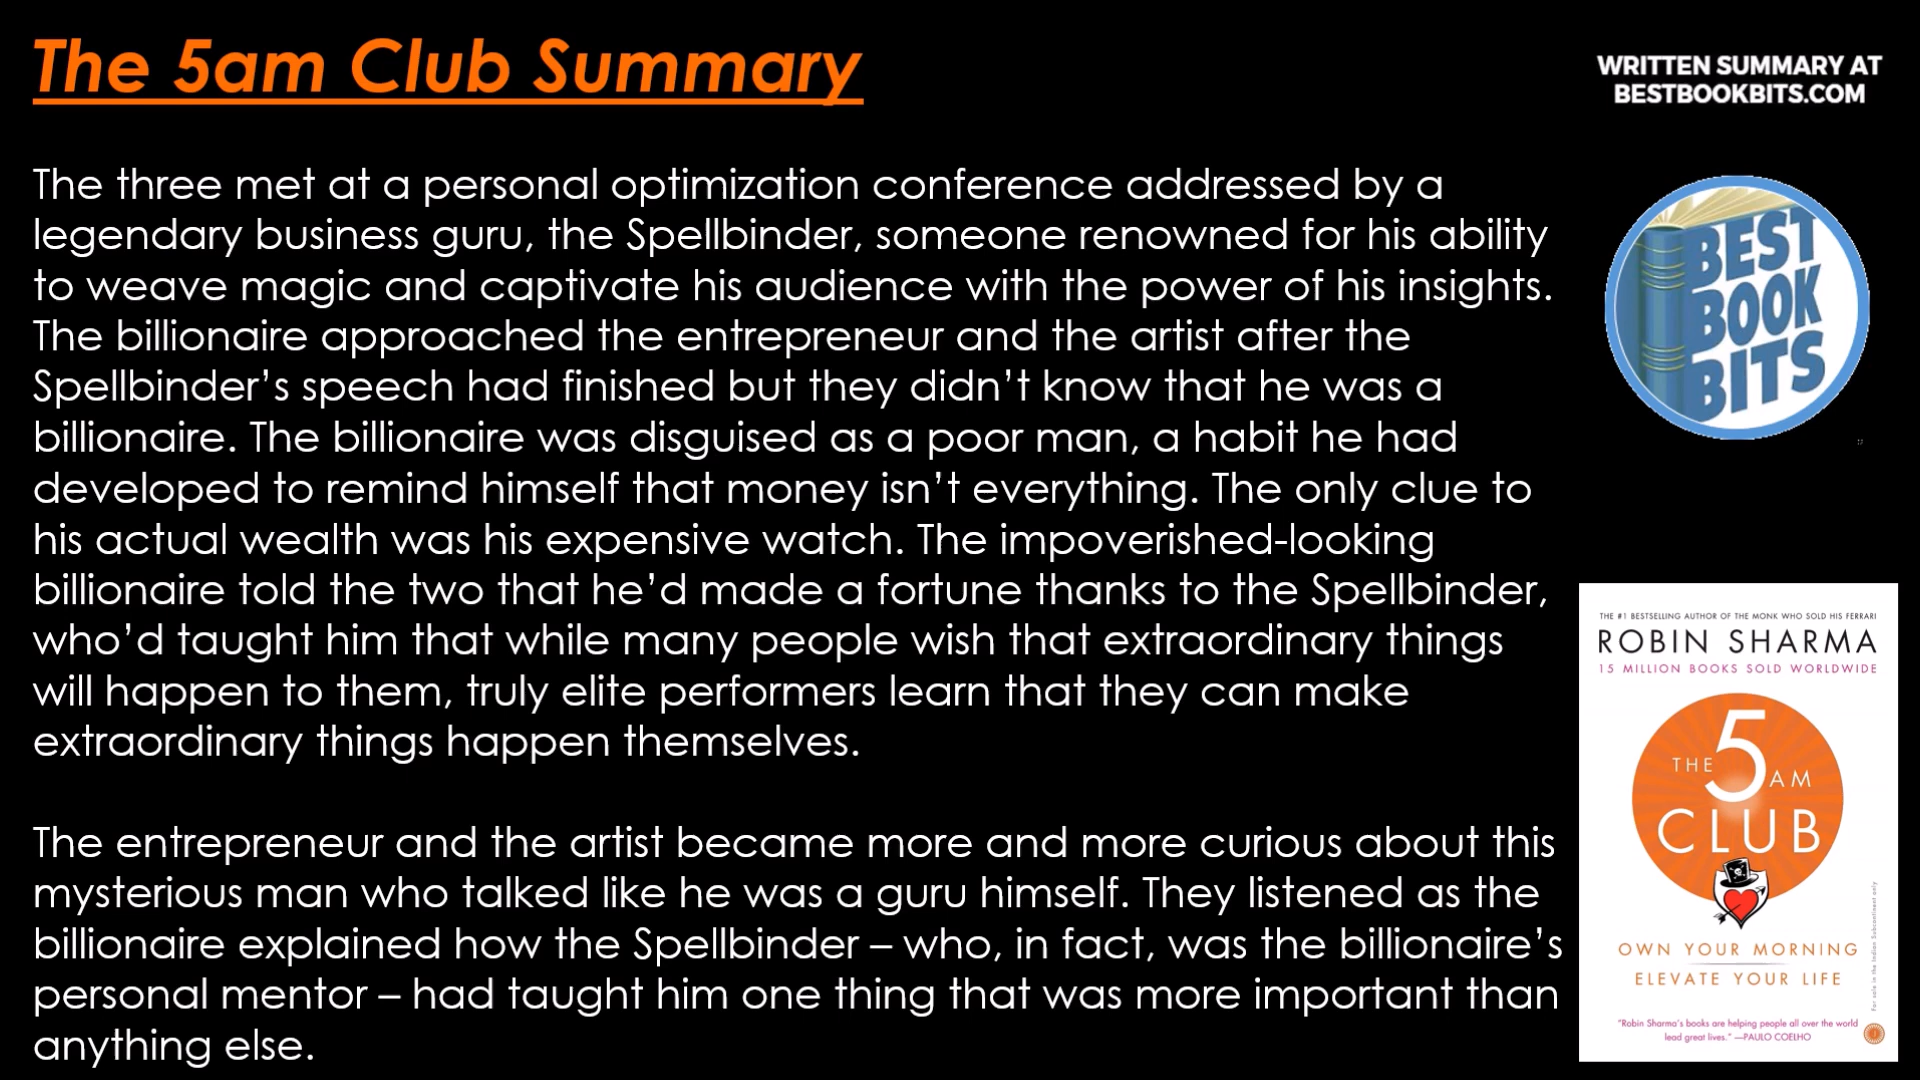 The 5am Club Summary
WRITTEN SUMMARY AT
BESTBOOKBITS.COM
The three met at a personal optimization conference addressed by a
legendary business guru, the Spellbinder, someone renowned for his ability
to weave magic and captivate his audience with the power of his insights.
The billionaire approached the entrepreneur and the artist after the
Spellbinder’s speech had finished but they didn’t know that he was a
billionaire. The billionaire was disguised as a poor man, a habit he had
developed to remind himself that money isn’t everything. The only clue to
his actual wealth was his expensive watch. The impoverished-looking
billionaire told the two that he’d made a fortune thanks to the Spellbinder,
who’d taught him that while many people wish that extraordinary things
will happen to them, truly elite performers learn that they can make
extraordinary things happen themselves.
The entrepreneur and the artist became more and more curious about this
mysterious man who talked like he was a guru himself. They listened as the
billionaire explained how the Spellbinder – who, in fact, was the billionaire’s
personal mentor – had taught him one thing that was more important than
anything else.
BEST
BOOK
BITS
THE #1 BESTSELLING AUTHOR OF THE MONK WHO SOLD HIS FERRARI
ROBIN SHARMA
15 MILLION BOOKS SOLD WORLDWIDE
THE 5 AM
CLUB
OWN YOUR MORNING
ELEVATE YOUR LIFE
For sale in the Indian Subcontinent only
"Robin Sharma's books are helping people all over the world
lead great lives." —PAULO COELHO